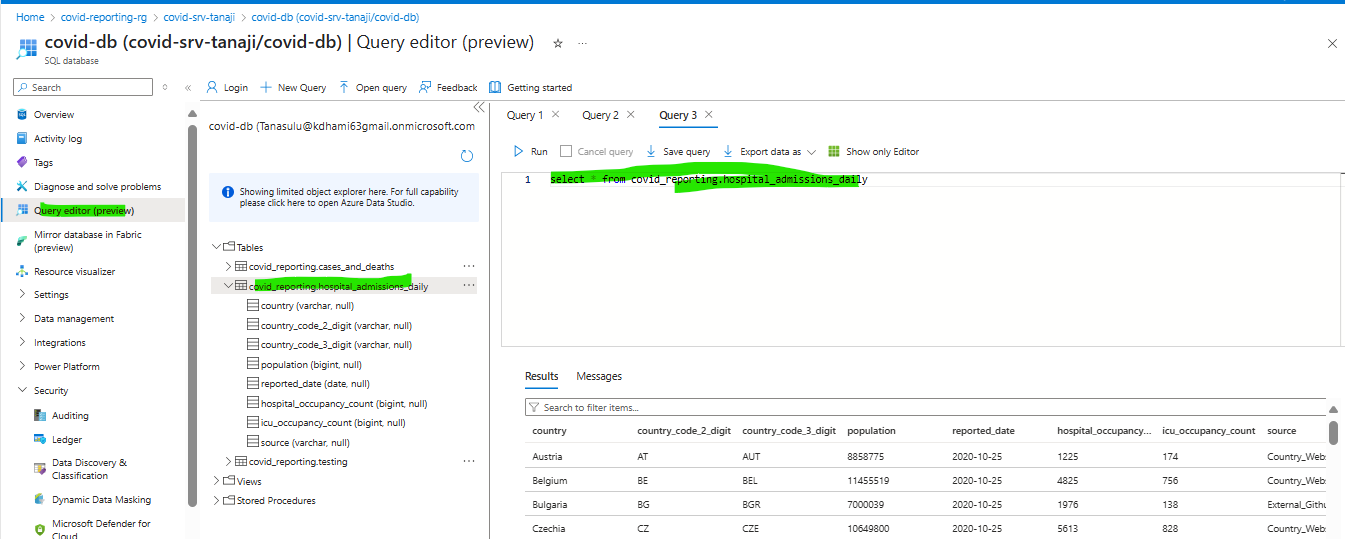 Home > covid-reporting-rg > covid-srv-tanaji > covid-db (covid-srv-tanaji/covid-db)
covid-db (covid-srv-tanaji/covid-db) | Query editor (preview) ☆ ···
SQL database
Search
Overview
Activity log
Tags
Diagnose and solve problems
Query editor (preview)
Mirror database in Fabric
(preview)
Resource visualizer
Settings
Data management
Integrations
Power Platform
Security
Auditing
Ledger
Data Discovery &
Classification
Dynamic Data Masking
Microsoft Defender for
Cloud
Login New Query Open query Feedback Getting started
covid-db (Tanasulu@kdhami63gmail.onmicrosoft.com
Showing limited object explorer here. For full capability
please click here to open Azure Data Studio.
Tables
covid_reporting.cases_and_deaths ···
covid_reporting.hospital_admissions_daily ···
country (varchar, null)
country_code_2_digit (varchar, null)
country_code_3_digit (varchar, null)
population (bigint, null)
reported_date (date, null)
hospital_occupancy_count (bigint, null)
icu_occupancy_count (bigint, null)
source (varchar, null)
covid_reporting.testing ···
Views
Stored Procedures
Query 1 Query 2 Query 3
Run Cancel query Save query Export data as Show only Editor
1 select * from covid_reporting.hospital_admissions_daily
Results Messages
Search to filter items...
country country_code_2_digit country_code_3_digit population reported_date hospital_occupancy... icu_occupancy_count source
Austria AT AUT 8858775 2020-10-25 1225 174 Country_Webs
Belgium BE BEL 11455519 2020-10-25 4825 756 Country_Webs
Bulgaria BG BGR 7000039 2020-10-25 1976 138 External_Githu
Czechia CZ CZE 10649800 2020-10-25 5613 828 Country_Webs